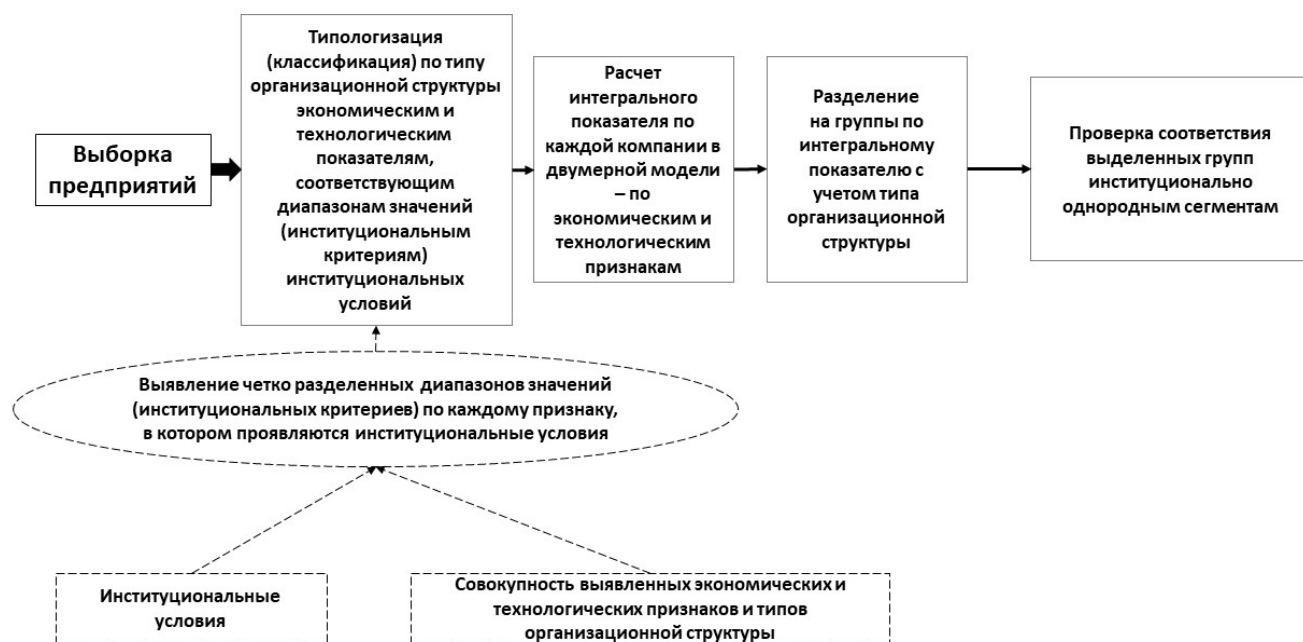 Выборка
предприятий
Типологизация
(классификация) по типу
организационной структуры
экономическим и
технологическим
показателям,
соответствующим
диапазонам значений
(институциональным
критериям)
институциональных
условий
Расчет
интегрального
показателя по
каждой компании в
двумерной модели
– по
экономическим и
технологическим
признакам
Разделение
на группы по
интегральному
показателю с
учетом типа
организационной
структуры
Проверка соответствия
выделенных групп
институционально
однородным сегментам
Выявление четко разделенных диапазонов значений
(институциональных критериев) по каждому признаку,
в котором проявляются институциональные условия
Институциональные
условия
Совокупность выявленных экономических и
технологических признаков и типов
организационной структуры